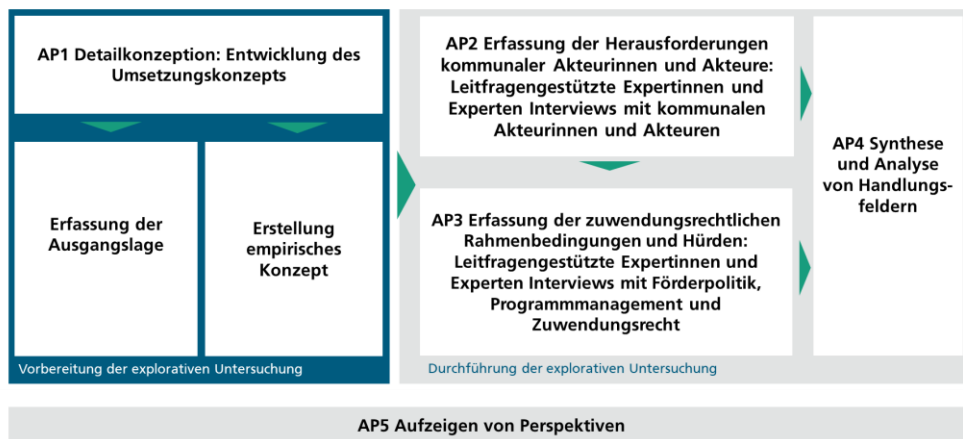 AP1 Detailkonzeption: Entwicklung des
Umsetzungskonzepts
Erfassung der
Ausgangslage
Erstellung
empirisches
Konzept
Vorbereitung der explorativen Untersuchung
AP2 Erfassung der Herausforderungen
kommunaler Akteurinnen und Akteure:
Leitfragengestützte Expertinnen und
Experten Interviews mit kommunalen
Akteurinnen und Akteuren
AP3 Erfassung der zuwendungsrechtlichen
Rahmenbedingungen und Hürden:
Leitfragengestützte Expertinnen und
Experten Interviews mit Förderpolitik,
Programmmanagement und
Zuwendungsrecht
Durchführung der explorativen Untersuchung
AP4 Synthese
und Analyse
von Handlungs-
feldern
AP5 Aufzeigen von Perspektiven